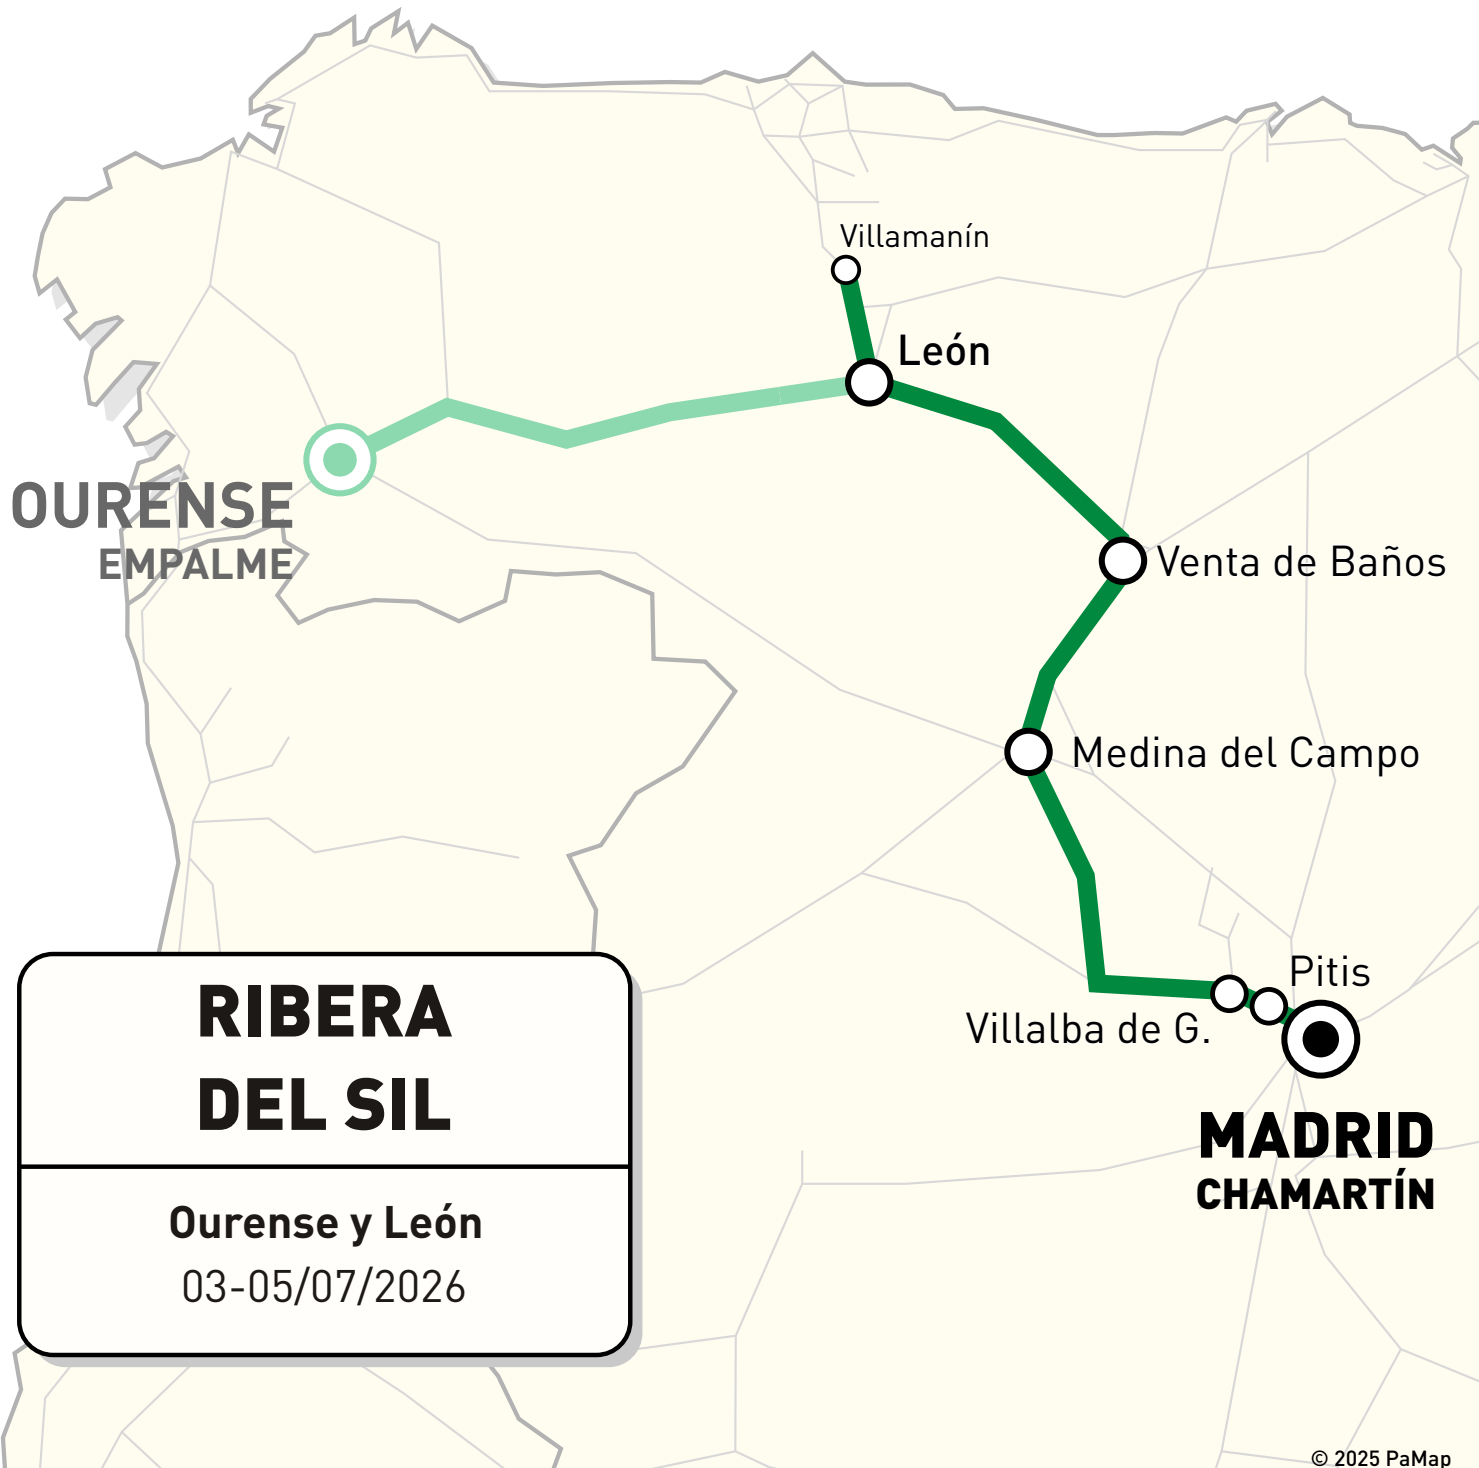 Villamanín
León
OURENSE
EMPALME
Venta de Baños
Medina del Campo
Pitis
Villalba de G.
MADRID
CHAMARTÍN
RIBERA
DEL SIL
Ourense y León
03-05/07/2026
© 2025 PaMap